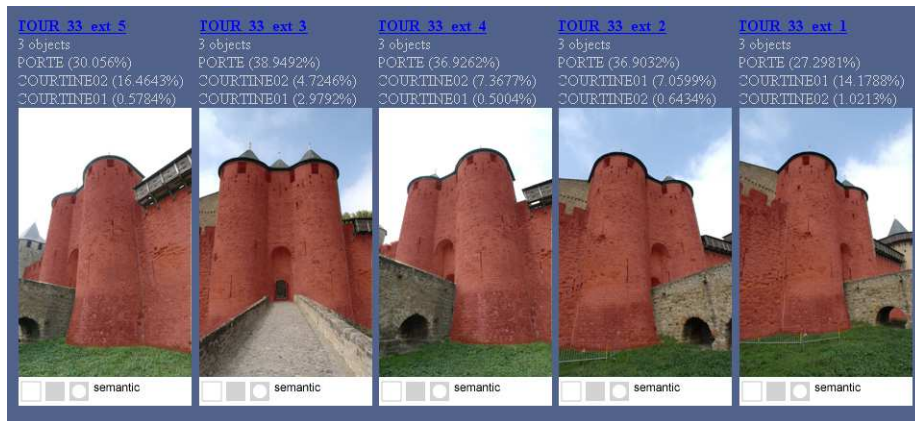 TOUR_33_ext_5
3 objects
PORTE (30.056%)
COURTINE02 (16.4643%)
COURTINE01 (0.5784%)
semantic
TOUR_33_ext_3
3 objects
PORTE (38.9492%)
COURTINE02 (4.7246%)
COURTINE01 (2.9792%)
semantic
TOUR_33_ext_4
3 objects
PORTE (36.9262%)
COURTINE02 (7.3677%)
COURTINE01 (0.5004%)
semantic
TOUR_33_ext_2
3 objects
PORTE (36.9032%)
COURTINE01 (7.0599%)
COURTINE02 (0.6434%)
semantic
TOUR_33_ext_1
3 objects
PORTE (27.2981%)
COURTINE01 (14.1788%)
COURTINE02 (1.0213%)
semantic